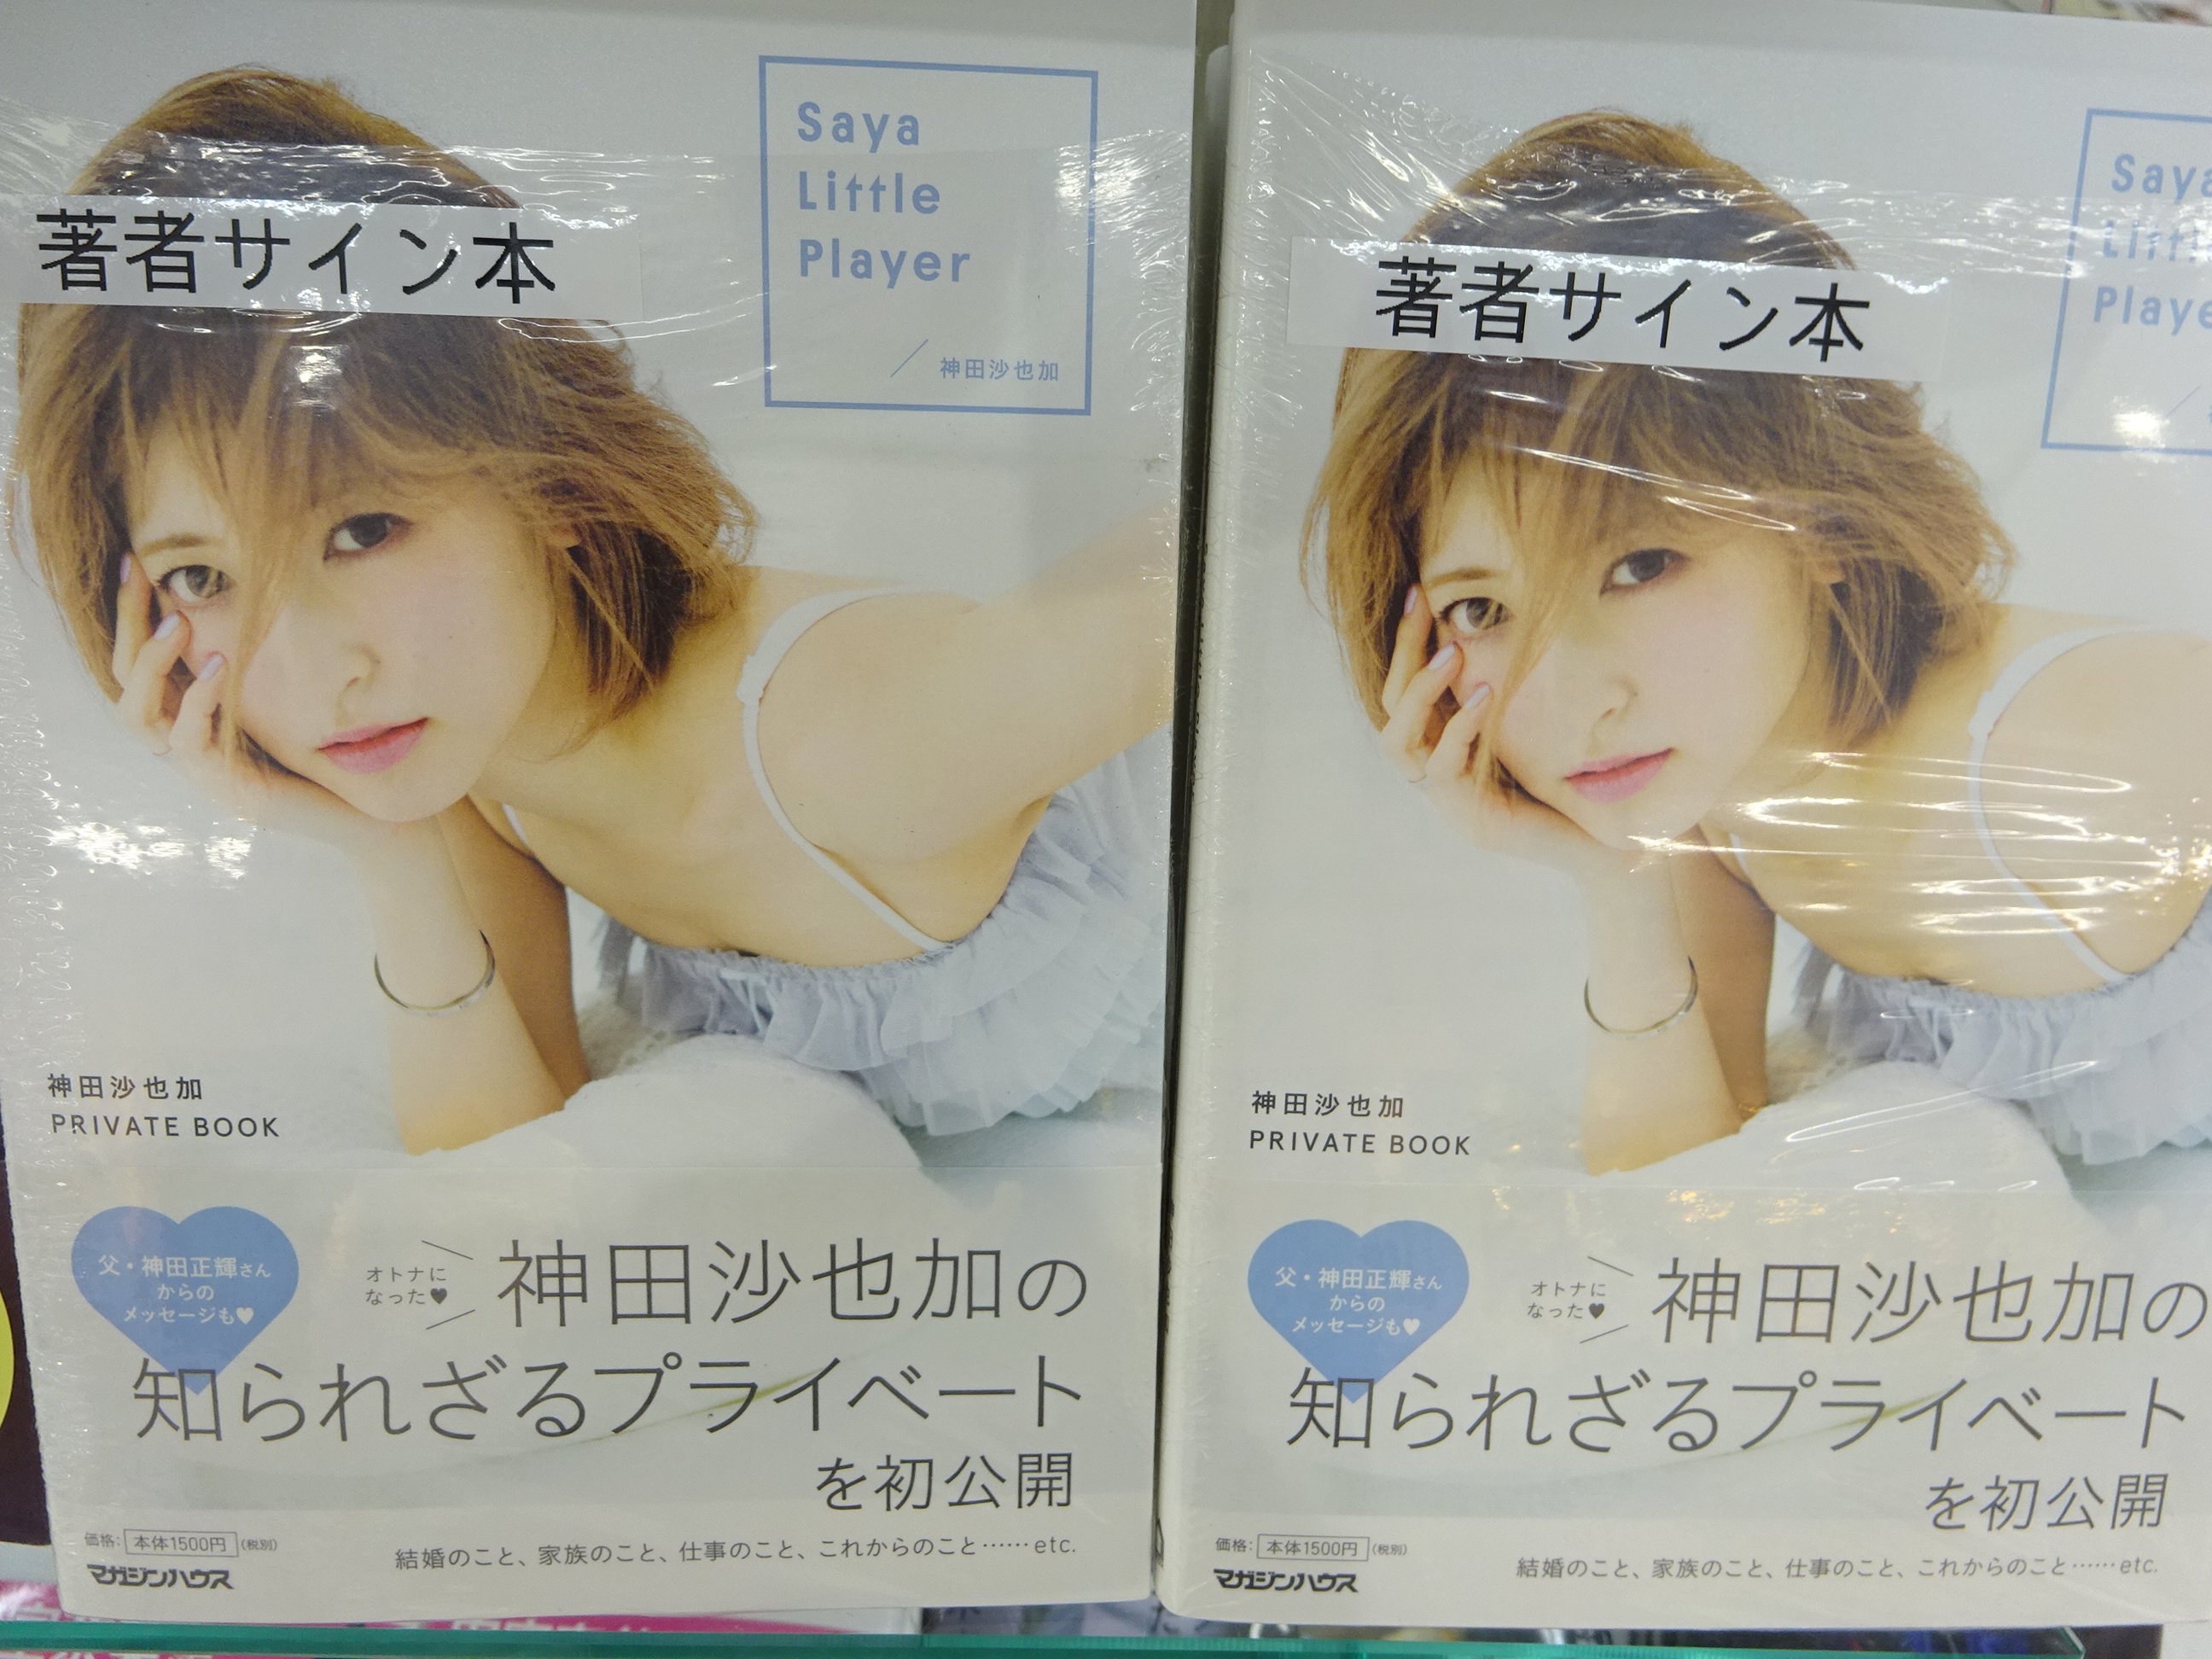 Saya
Little
Player
著者サイン本
神田沙也加
神田沙也加
PRIVATE BOOK
父・神田正輝さん
からの
メッセージも♥
オトナに
なった♥
神田沙也加の
知られざるプライベート
を初公開
価格: 本体1500円 (税別)
マガジンハウス
結婚のこと、家族のこと、仕事のこと、これからのこと……etc.
Saya
Little
Playe
著者サイン本
神田沙也加
PRIVATE BOOK
父・神田正輝さん
からの
メッセージも♥
オトナに
なった♥
神田沙也加の
知られざるプライベート
を初公開
価格: 本体1500円 (税別)
マガジンハウス
結婚のこと、家族のこと、仕事のこと、これからのこと……etc.